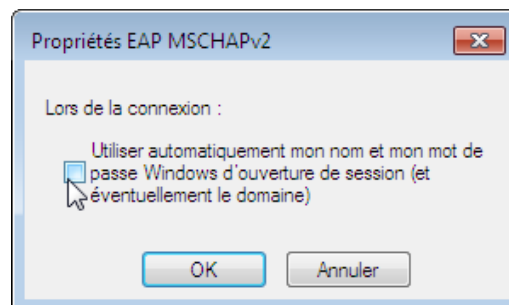 Propriétés EAP MSCHAPv2
Lors de la connexion :
Utiliser automatiquement mon nom et mon mot de
passe Windows d'ouverture de session (et
éventuellement le domaine)
OK
Annuler